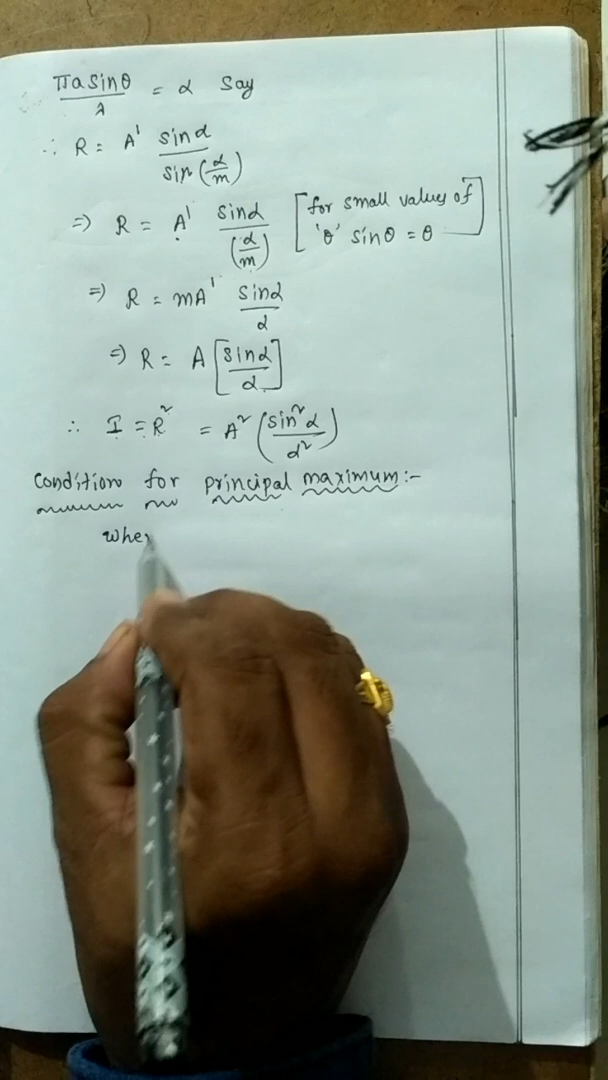 πa sinθ / λ = α say
∴ R = A' sinα / sin(α/m)
⇒ R = A' sinα / (α/m) [for small values of 'θ' sinθ = θ]
⇒ R = mA' sinα / α
⇒ R = A [sinα / α]
∴ I = R² = A² (sin²α / α²)
Condition for principal maximum:-
when